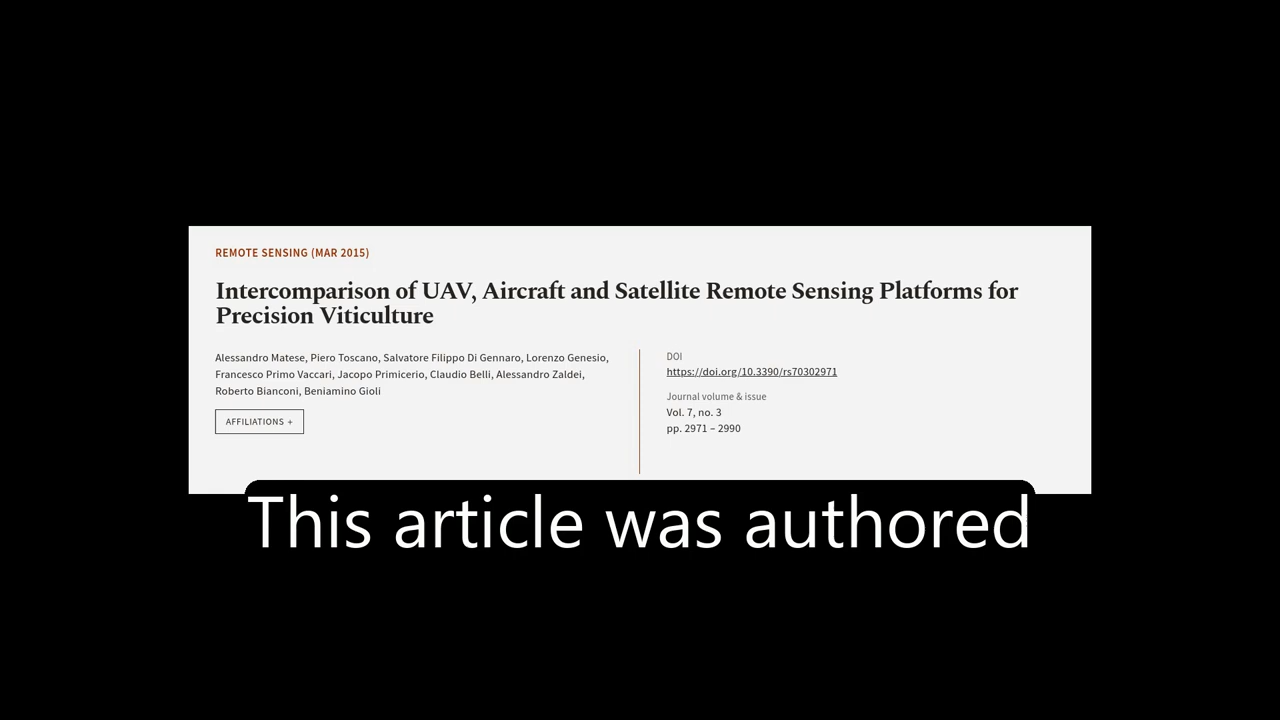 REMOTE SENSING (MAR 2015)
Intercomparison of UAV, Aircraft and Satellite Remote Sensing Platforms for
Precision Viticulture
Alessandro Matese, Piero Toscano, Salvatore Filippo Di Gennaro, Lorenzo Genesio,
Francesco Primo Vaccari, Jacopo Primicerio, Claudio Belli, Alessandro Zaldei,
Roberto Bianconi, Beniamino Gioli
AFFILIATIONS +
DOI
https://doi.org/10.3390/rs70302971
Journal volume & issue
Vol. 7, no. 3
pp. 2971 – 2990
This article was authored